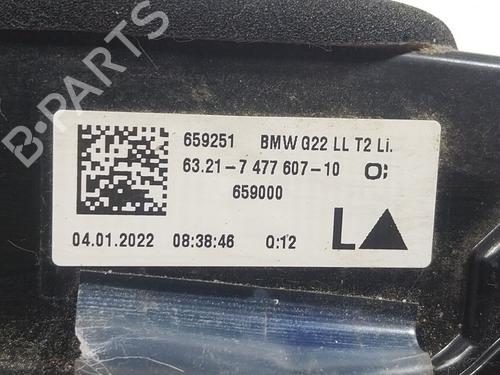 659251 BMW G22 LL T2 Li.
63.21-7 477 607-10 O:
659000
04.01.2022 08:38:46 0:12 L
B-PARTS